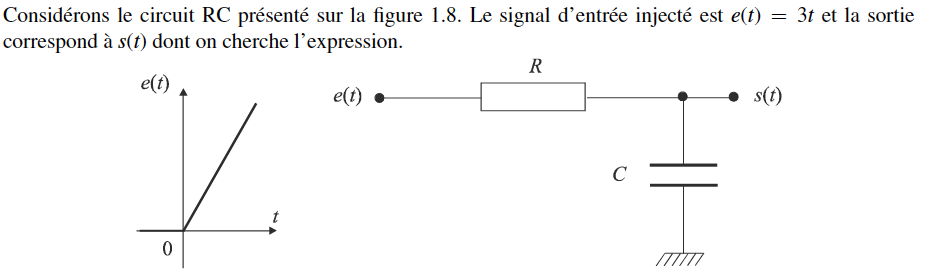 Considérons le circuit RC présenté sur la figure 1.8. Le signal d'entrée injecté est e(t) = 3t et la sortie
correspond à s(t) dont on cherche l'expression.
R
e(t)
e(t)
s(t)
C
t
0